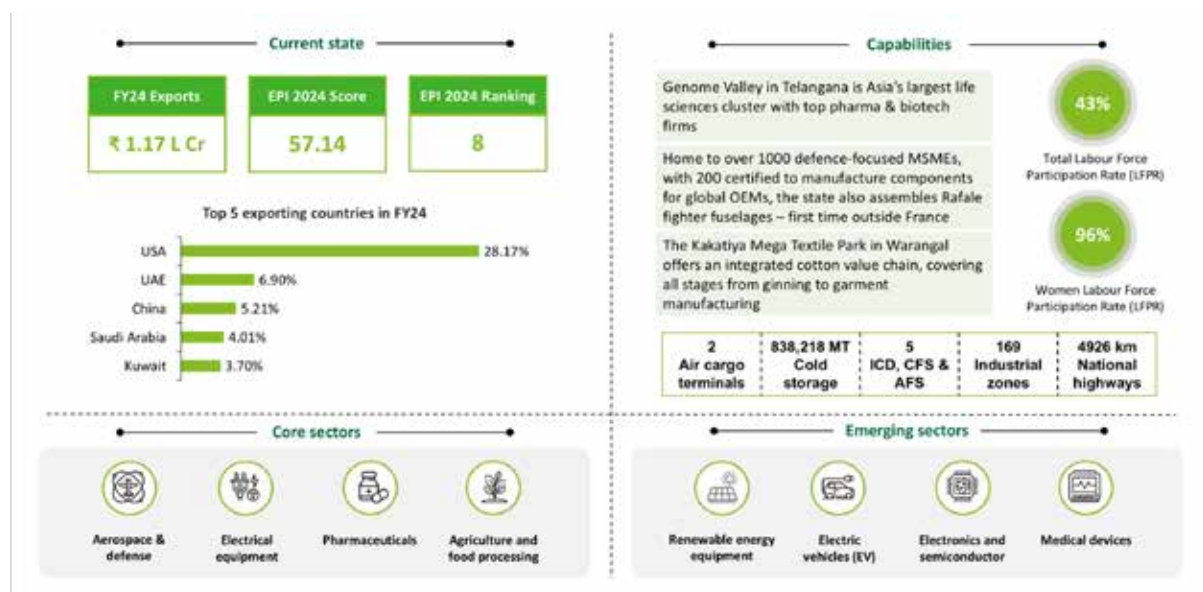 Current state
FY24 Exports
₹ 1.17 L Cr
EPI 2024 Score
57.14
EPI 2024 Ranking
8
Top 5 exporting countries in FY24
USA 28.17%
UAE 6.90%
China 5.21%
Saudi Arabia 4.01%
Kuwait 3.70%
Capabilities
Genome Valley in Telangana is Asia's largest life
sciences cluster with top pharma & biotech
firms
Home to over 1000 defence-focused MSMEs,
with 200 certified to manufacture components
for global OEMs, the state also assembles Rafale
fighter fuselages – first time outside France
The Kakatiya Mega Textile Park in Warangal
offers an integrated cotton value chain, covering
all stages from ginning to garment
manufacturing
43%
Total Labour Force
Participation Rate (LFPR)
96%
Women Labour Force
Participation Rate (LFPR)
2
Air cargo
terminals
838,218 MT
Cold
storage
5
ICD, CFS &
AFS
169
Industrial
zones
4926 km
National
highways
Core sectors
Aerospace &
defense
Electrical
equipment
Pharmaceuticals
Agriculture and
food processing
Emerging sectors
Renewable energy
equipment
Electric
vehicles (EV)
Electronics and
semiconductor
Medical devices